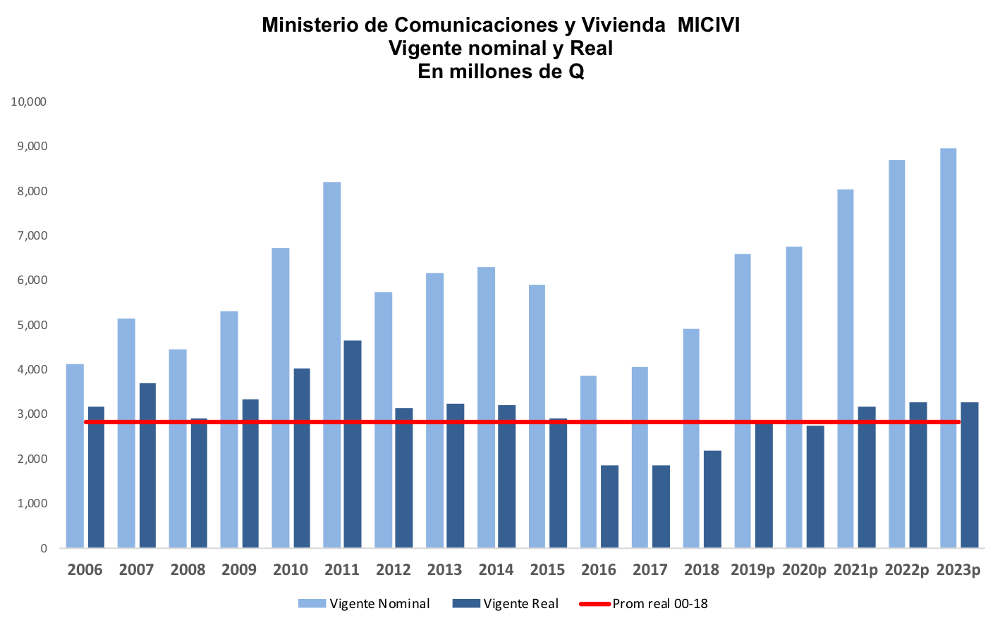 Ministerio de Comunicaciones y Vivienda  MICIVI
Vigente nominal y Real
En millones de Q
10,000
9,000
8,000
7,000
6,000
5,000
4,000
3,000
2,000
1,000
0
2006 2007 2008 2009 2010 2011 2012 2013 2014 2015 2016 2017 2018 2019p 2020p 2021p 2022p 2023p
Vigente Nominal Vigente Real Prom real 00-18